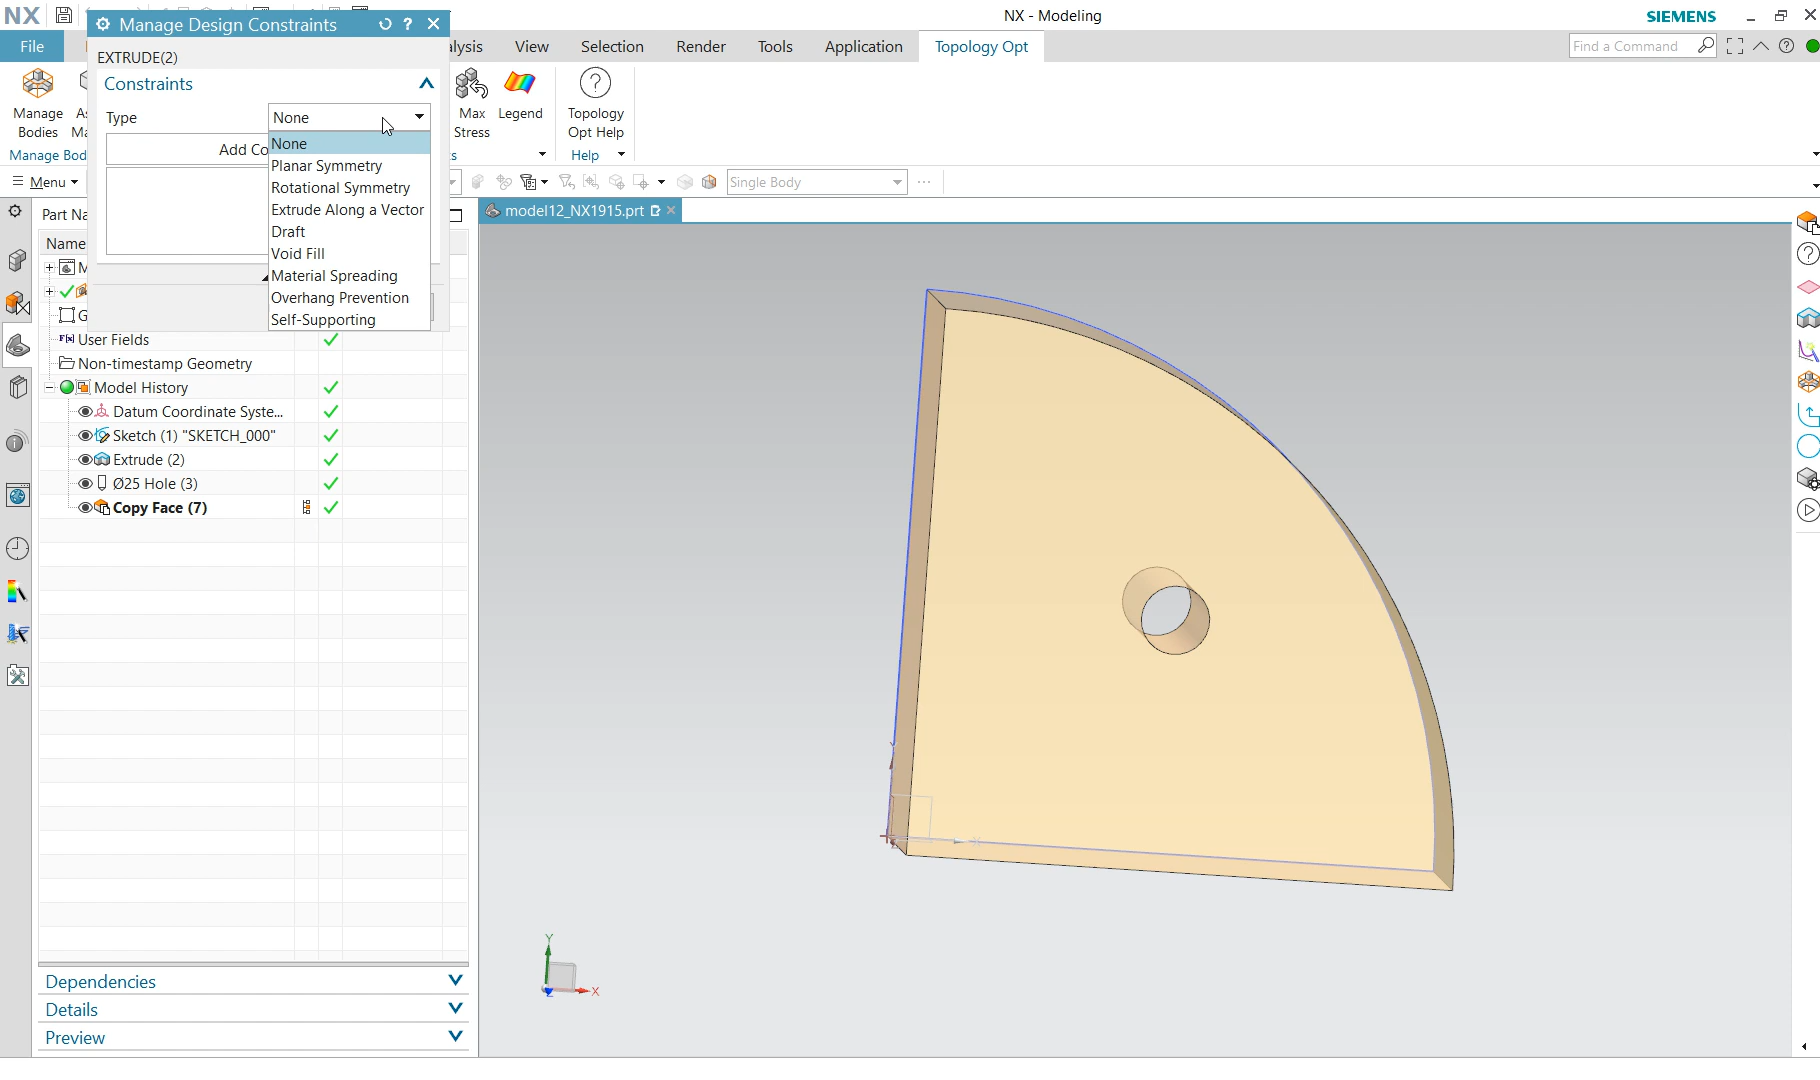 NX
Manage Design Constraints
NX - Modeling
SIEMENS
File
View
Selection
Render
Tools
Application
Topology Opt
Find a Command
EXTRUDE(2)
Constraints
Type
None
None
Planar Symmetry
Rotational Symmetry
Extrude Along a Vector
Draft
Void Fill
Material Spreading
Overhang Prevention
Self-Supporting
Manage
Bodies
Manage Bod
Max
Stress
Legend
Topology
Opt Help
Help
Menu
Single Body
Part Na
model12_NX1915.prt
Name
User Fields
Non-timestamp Geometry
Model History
Datum Coordinate Syste...
Sketch (1) "SKETCH_000"
Extrude (2)
Ø25 Hole (3)
Copy Face (7)
Dependencies
Details
Preview
Y
Z
X